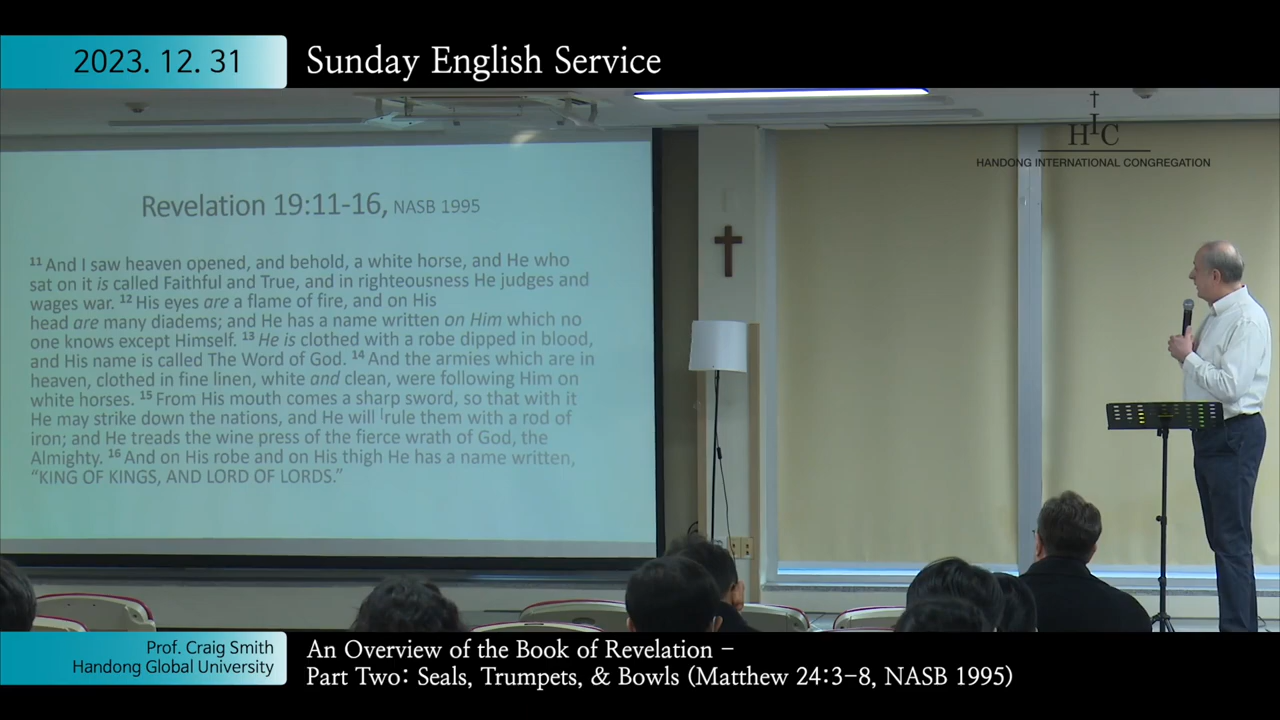 2023. 12. 31
Sunday English Service
HIC
HANDONG INTERNATIONAL CONGREGATION
Revelation 19:11-16, NASB 1995
11 And I saw heaven opened, and behold, a white horse, and He who
sat on it is called Faithful and True, and in righteousness He judges and
wages war. 12 His eyes are a flame of fire, and on His
head are many diadems; and He has a name written on Him which no
one knows except Himself. 13 He is clothed with a robe dipped in blood,
and His name is called The Word of God. 14 And the armies which are in
heaven, clothed in fine linen, white and clean, were following Him on
white horses. 15 From His mouth comes a sharp sword, so that with it
He may strike down the nations, and He will rule them with a rod of
iron; and He treads the wine press of the fierce wrath of God, the
Almighty. 16 And on His robe and on His thigh He has a name written,
“KING OF KINGS, AND LORD OF LORDS.”
Prof. Craig Smith
Handong Global University
An Overview of the Book of Revelation –
Part Two: Seals, Trumpets, & Bowls (Matthew 24:3-8, NASB 1995)